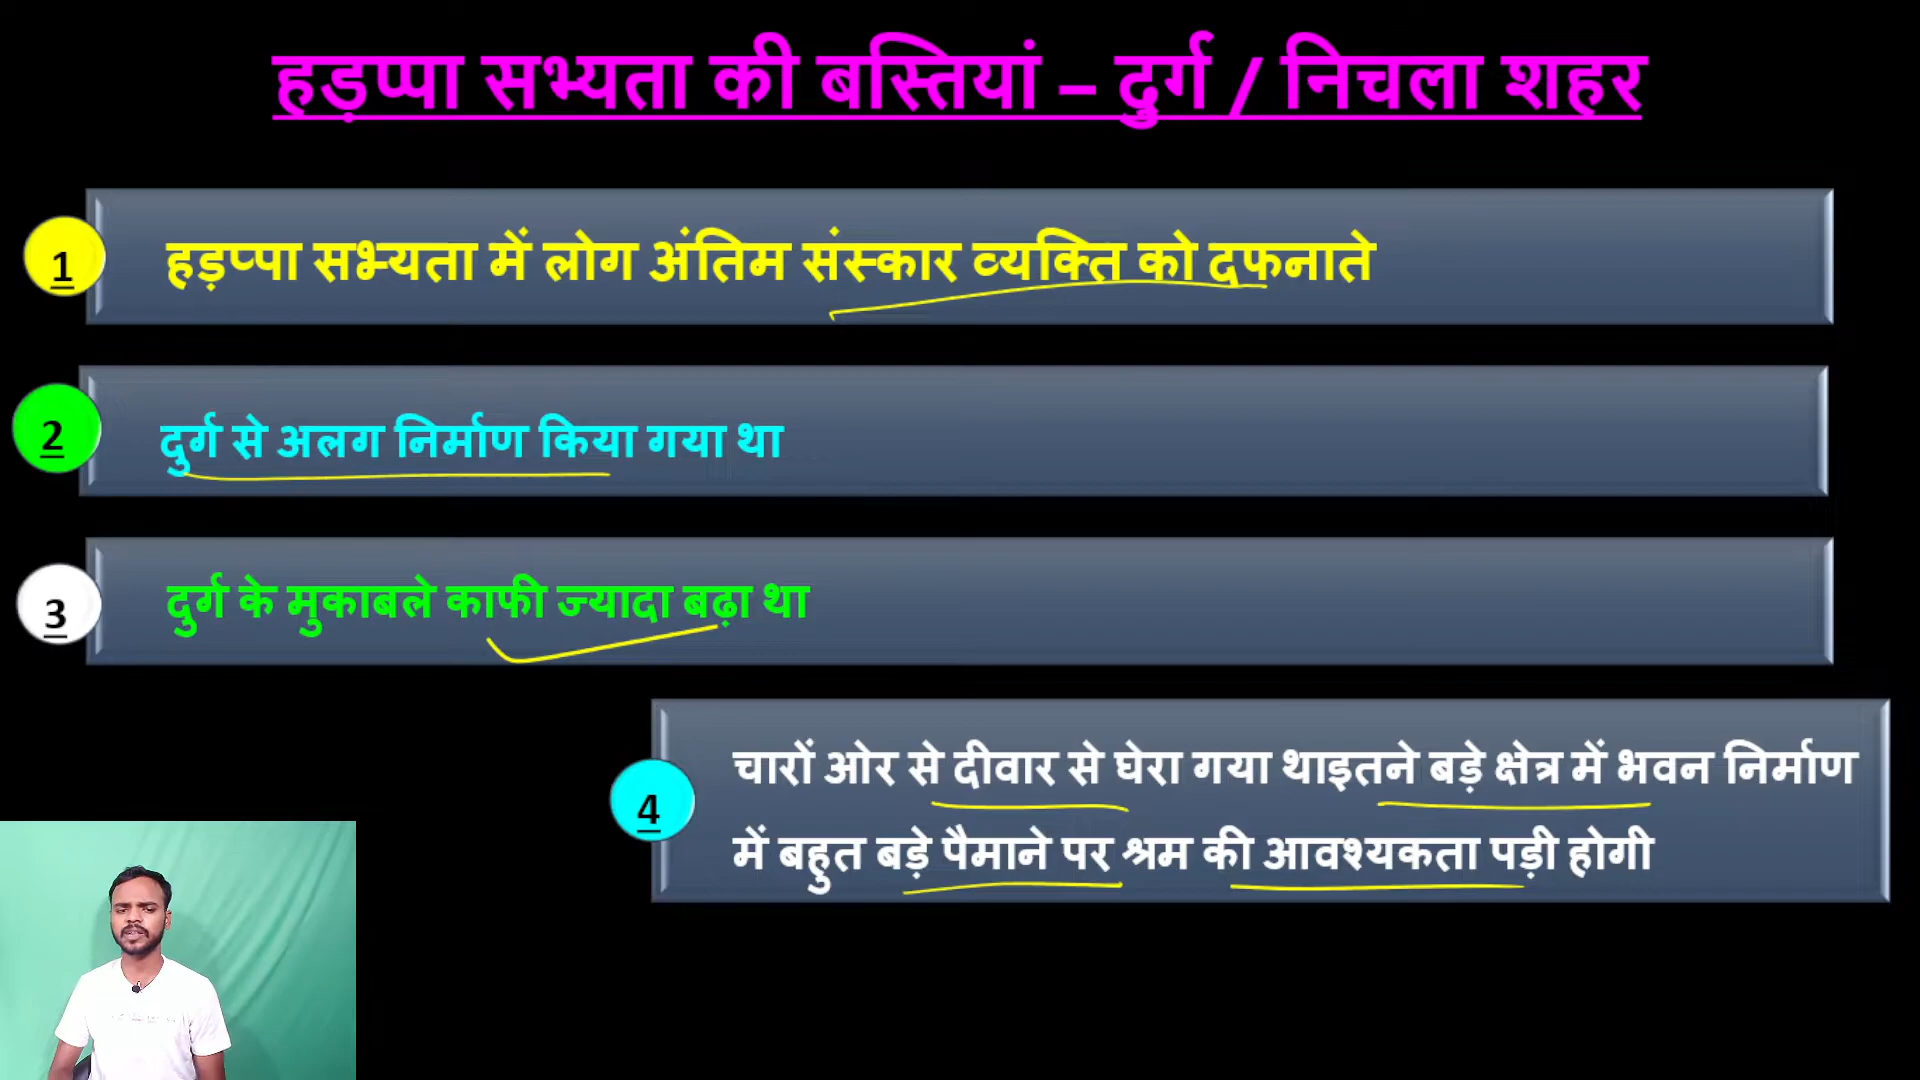 हड़प्पा सभ्यता की बस्तियां – दुर्ग / निचला शहर
1
हड़प्पा सभ्यता में लोग अंतिम संस्कार व्यक्ति को दफनाते
2
दुर्ग से अलग निर्माण किया गया था
3
दुर्ग के मुकाबले काफी ज्यादा बढ़ा था
4
चारों ओर से दीवार से घेरा गया थाइतने बड़े क्षेत्र में भवन निर्माण
में बहुत बड़े पैमाने पर श्रम की आवश्यकता पड़ी होगी